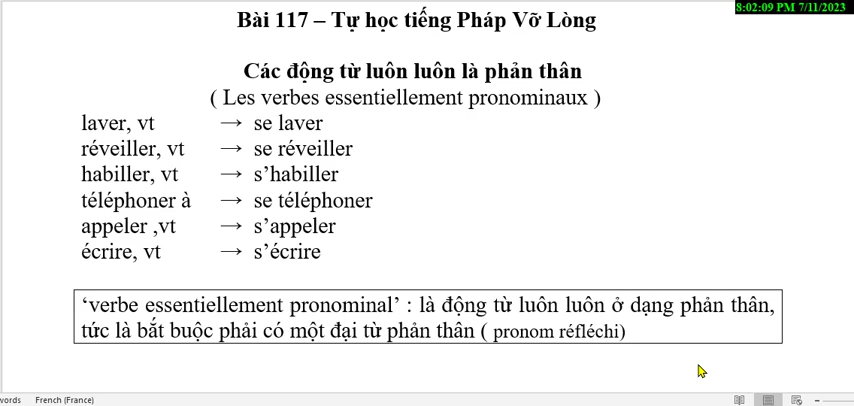 8:02:09 PM 7/11/2023
Bài 117 – Tự học tiếng Pháp Vỡ Lòng
Các động từ luôn luôn là phản thân
( Les verbes essentiellement pronominaux )
laver, vt → se laver
réveiller, vt → se réveiller
habiller, vt → s’habiller
téléphoner à → se téléphoner
appeler ,vt → s’appeler
écrire, vt → s’écrire
‘verbe essentiellement pronominal’ : là động từ luôn luôn ở dạng phản thân,
tức là bắt buộc phải có một đại từ phản thân ( pronom réfléchi)
French (France)